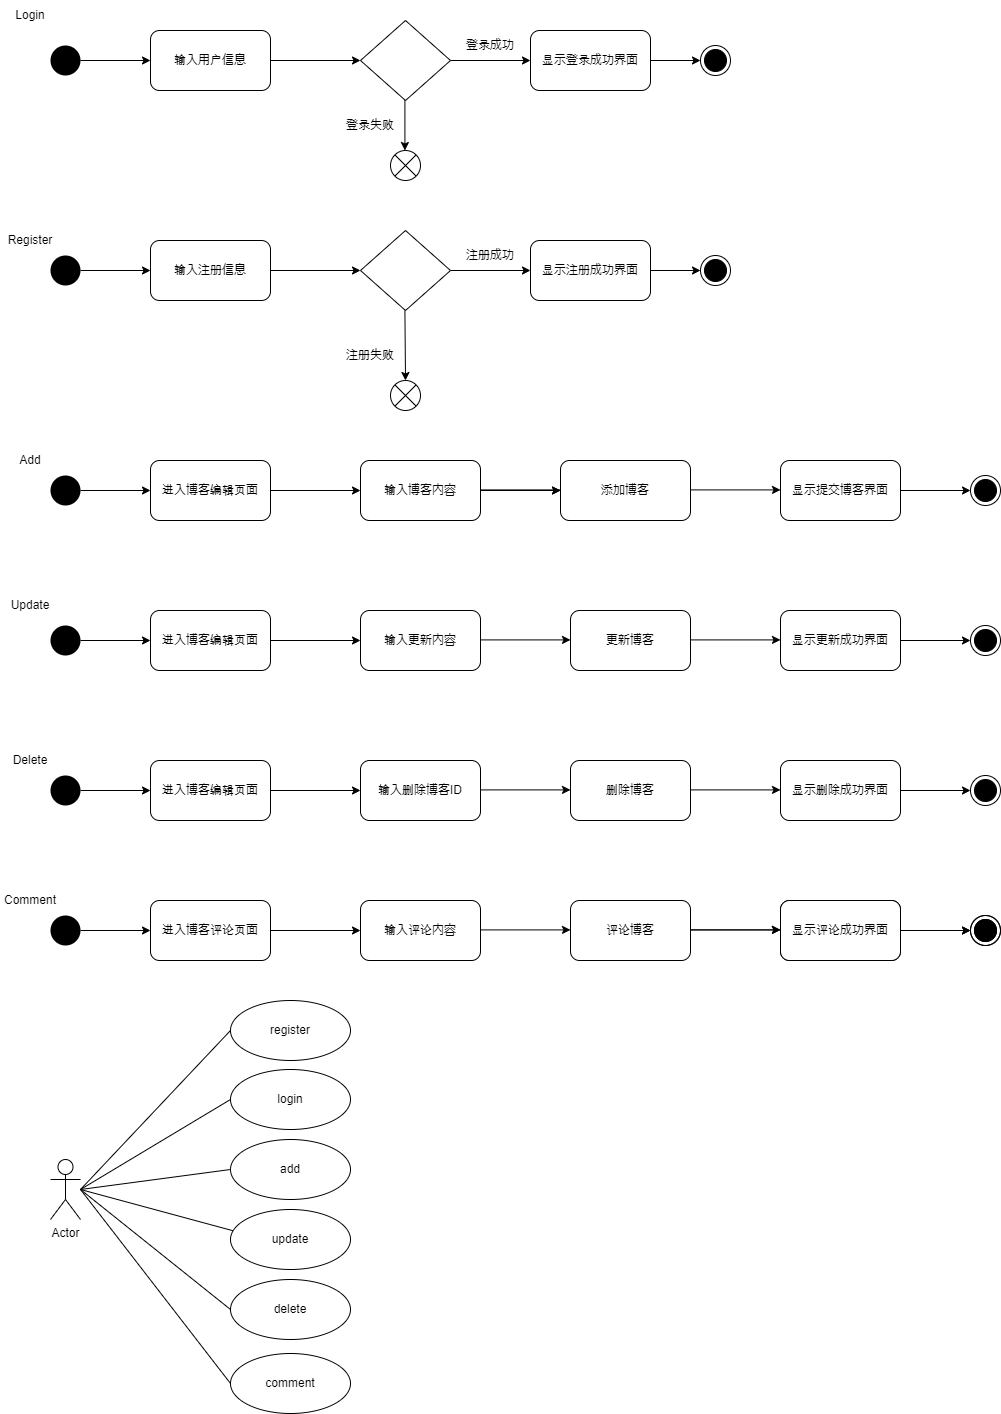 Login
输入用户信息
登录成功
显示登录成功界面
登录失败
Register
输入注册信息
注册成功
显示注册成功界面
注册失败
Add
进入博客编辑页面
输入博客内容
添加博客
显示提交博客界面
Update
进入博客编辑页面
输入更新内容
更新博客
显示更新成功界面
Delete
进入博客编辑页面
输入删除博客ID
删除博客
显示删除成功界面
Comment
进入博客评论页面
输入评论内容
评论博客
显示评论成功界面
register
login
add
Actor
update
delete
comment